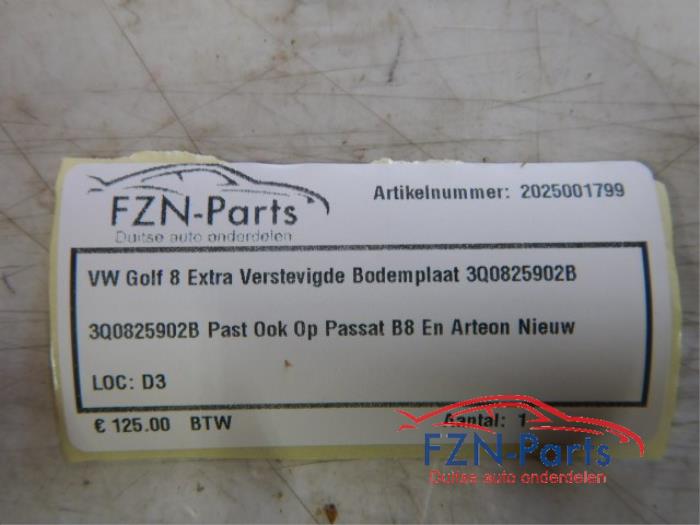 FZN-Parts
Duitse auto onderdelen
Artikelnummer: 2025001799
VW Golf 8 Extra Verstevigde Bodemplaat 3Q0825902B
3Q0825902B Past Ook Op Passat B8 En Arteon Nieuw
LOC: D3
€ 125.00 BTW
Aantal: 1
FZN-Parts
Duitse auto onderdelen